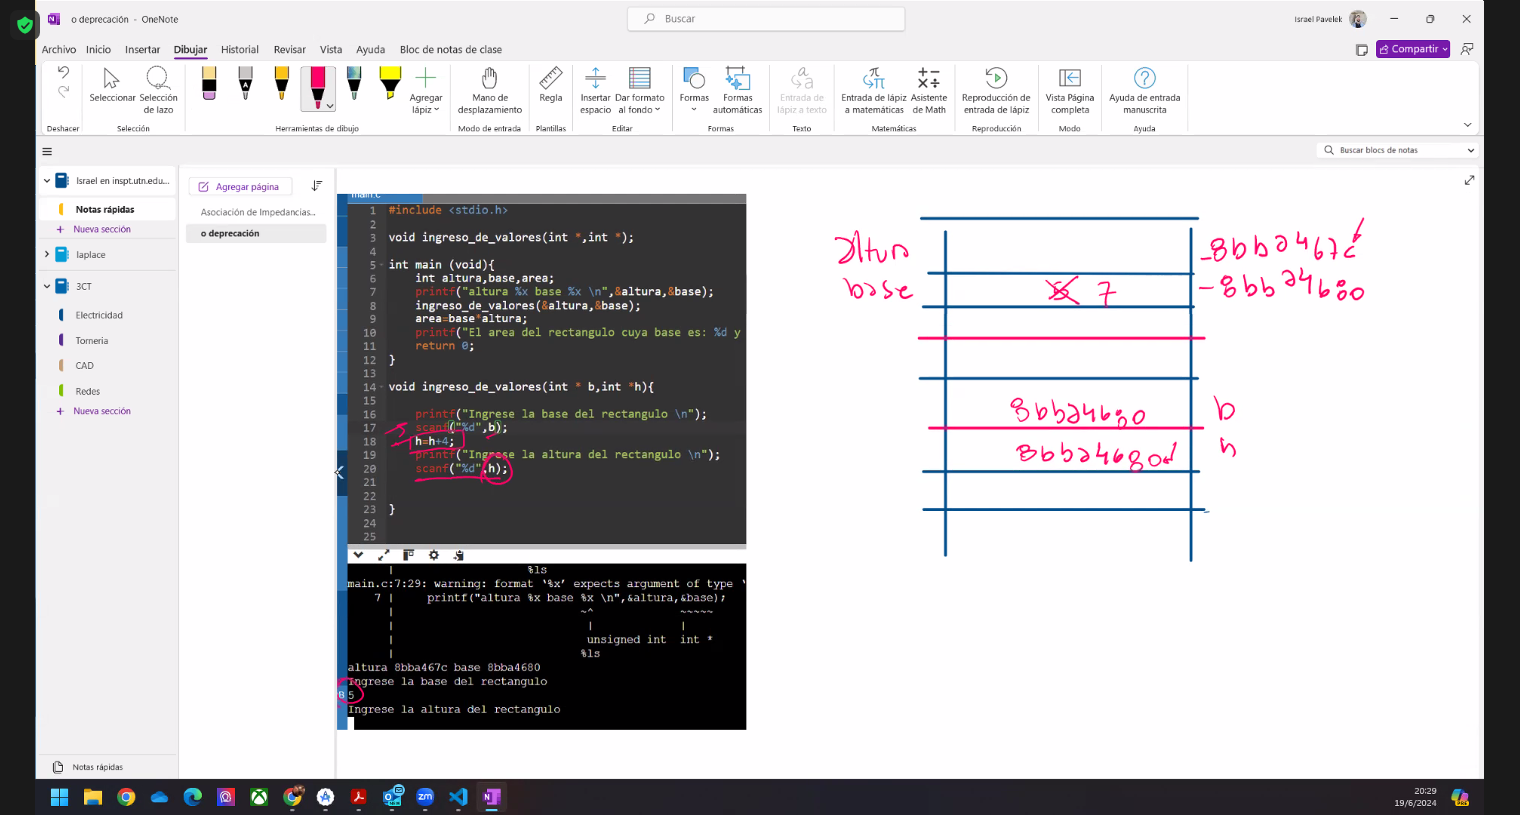 o deprecación - OneNote
Buscar
Israel Pavelek
Archivo Inicio Insertar Dibujar Historial Revisar Vista Ayuda Bloc de notas de clase
Compartir
Seleccionar
Selección de lazo
Agregar lápiz
Mano de desplazamiento
Regla
Insertar espacio
Dar formato al fondo
Formas
Formas automáticas
Entrada de lápiz a texto
Entrada de lápiz a matemáticas
Asistente de Math
Reproducción de entrada de lápiz
Vista Página completa
Ayuda de entrada manuscrita
Deshacer Selección Herramientas de dibujo Modo de entrada Plantillas Editar Formas Texto Matemáticas Reproducción Modo Ayuda
Buscar blocs de notas
Israel en inspt.utn.edu...
Notas rápidas
Nueva sección
laplace
3CT
Electricidad
Torneria
CAD
Redes
Nueva sección
Notas rápidas
Agregar página
Asociación de Impedancias...
o deprecación
main.c
1 #include <stdio.h>
2
3 void ingreso_de_valores(int *,int *);
4
5 int main (void){
6 int altura,base,area;
7 printf("altura %x base %x \n",&altura,&base);
8 ingreso_de_valores(&altura,&base);
9 area=base*altura;
10 printf("El area del rectangulo cuya base es: %d y
11 return 0;
12 }
13
14 void ingreso_de_valores(int * b,int *h){
15
16 printf("Ingrese la base del rectangulo \n");
17 scanf("%d",b);
18 h=h+4;
19 printf("Ingrese la altura del rectangulo \n");
20 scanf("%d",h);
21
22
23 }
24
25
| %ls
main.c:7:29: warning: format '%x' expects argument of type '
7 | printf("altura %x base %x \n",&altura,&base);
| ~^ ~~~~~
| | |
| unsigned int int *
| %ls
altura 8bba467c base 8bba4680
Ingrese la base del rectangulo
5
Ingrese la altura del rectangulo
altura
8bba467c
base
7
8bba4680
8bba4680 b
8bba4680 h
20:29
19/6/2024